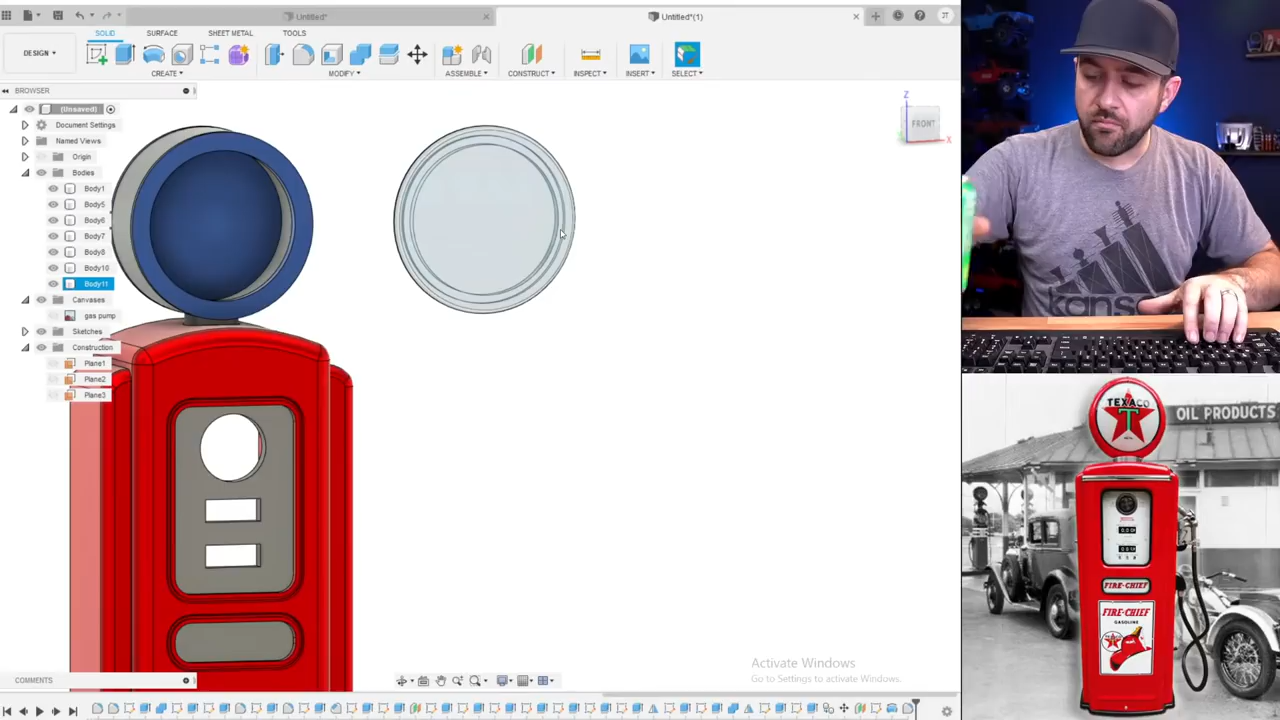 Untitled*
Untitled*(1)
JT
DESIGN
SOLID
SURFACE
SHEET METAL
TOOLS
CREATE
MODIFY
ASSEMBLE
CONSTRUCT
INSPECT
INSERT
SELECT
BROWSER
(Unsaved)
Document Settings
Named Views
Origin
Bodies
Body1
Body5
Body6
Body7
Body8
Body10
Body11
Canvases
gas pump
Sketches
Construction
Plane1
Plane2
Plane3
Z
FRONT
X
COMMENTS
Activate Windows
Go to Settings to activate Windows.
kans
TEXACO
T
OIL PRODUCTS
FIRE-CHIEF
FIRE-CHIEF
GASOLINE